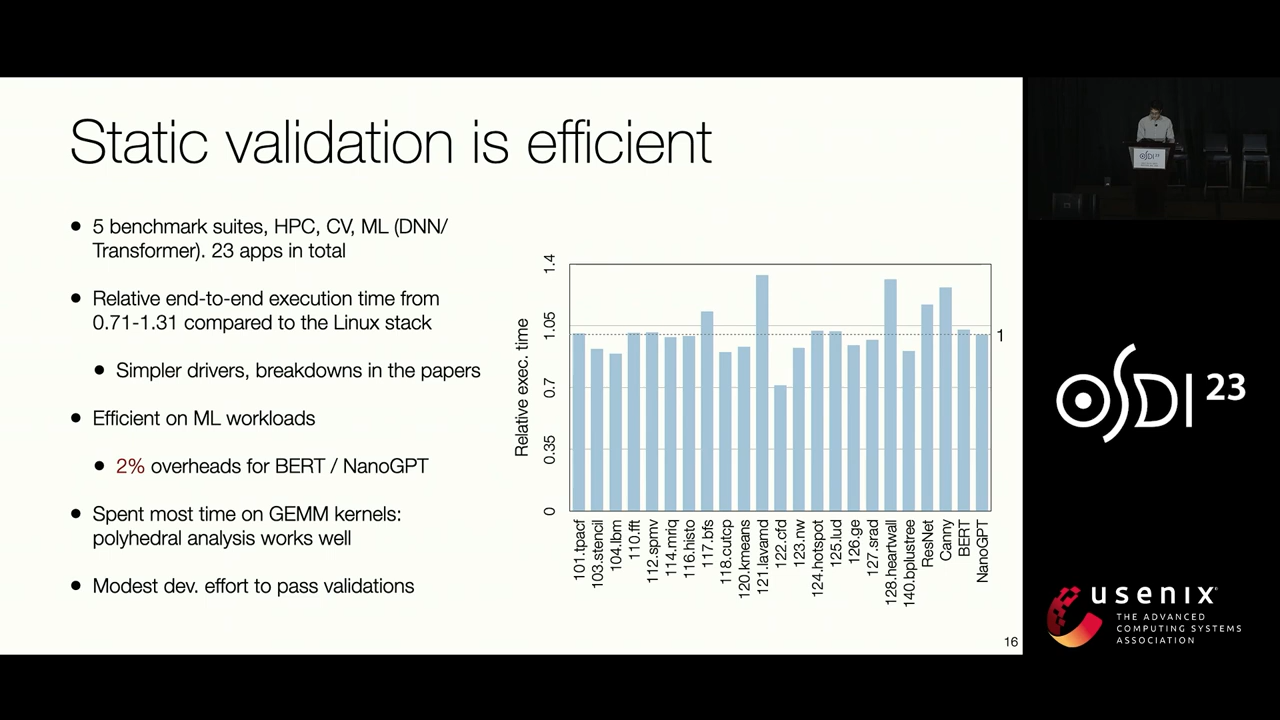 Static validation is efficient
● 5 benchmark suites, HPC, CV, ML (DNN/
Transformer). 23 apps in total
● Relative end-to-end execution time from
0.71-1.31 compared to the Linux stack
● Simpler drivers, breakdowns in the papers
● Efficient on ML workloads
● 2% overheads for BERT / NanoGPT
● Spent most time on GEMM kernels:
polyhedral analysis works well
● Modest dev. effort to pass validations
Relative exec. time
1.4
1.05
0.7
0.35
0
1
101.tpacf
103.stencil
104.lbm
110.fft
112.spmv
114.mriq
116.histo
117.bfs
118.cutcp
120.kmeans
121.lavamd
122.cfd
123.nw
124.hotspot
125.lud
126.ge
127.srad
128.heartwall
140.bplustree
ResNet
Canny
BERT
NanoGPT
16
OSDI
OSDI 23
usenix
THE ADVANCED
COMPUTING SYSTEMS
ASSOCIATION